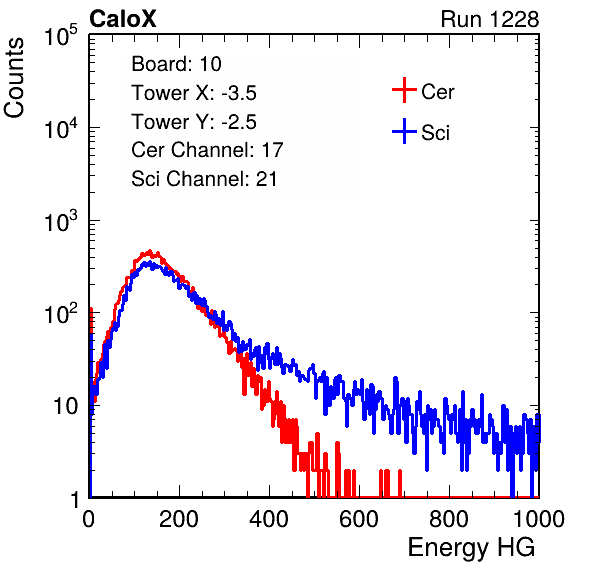 CaloX Run 1228
Counts
Board: 10
Tower X: -3.5
Tower Y: -2.5
Cer Channel: 17
Sci Channel: 21
Cer
Sci
10^5
10^4
10^3
10^2
10
1
0 200 400 600 800 1000
Energy HG